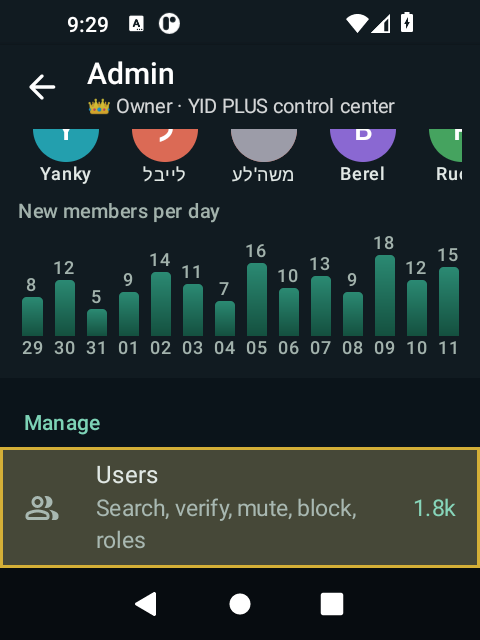 9:29
Admin
👑 Owner · YID PLUS control center
Yanky
לייבל
משה'לע
Berel
New members per day
8 12 5 9 14 11 7 16 10 13 9 18 12 15
29 30 31 01 02 03 04 05 06 07 08 09 10 11
Manage
Users
Search, verify, mute, block,
roles
1.8k